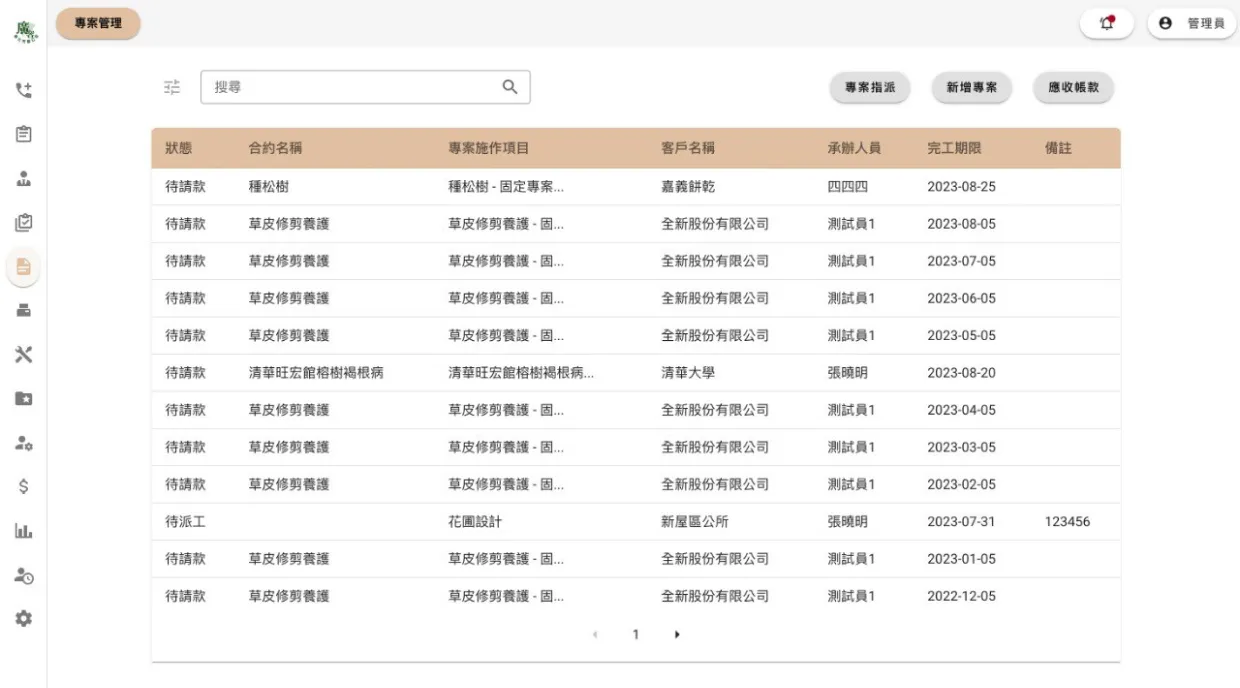 廣
專案管理
管理員
搜尋
專案指派 新增專案 應收帳款
狀態 合約名稱 專案施作項目 客戶名稱 承辦人員 完工期限 備註
待請款 種松樹 種松樹 - 固定專案... 嘉義餅乾 四四四 2023-08-25
待請款 草皮修剪養護 草皮修剪養護 - 固... 全新股份有限公司 測試員1 2023-08-05
待請款 草皮修剪養護 草皮修剪養護 - 固... 全新股份有限公司 測試員1 2023-07-05
待請款 草皮修剪養護 草皮修剪養護 - 固... 全新股份有限公司 測試員1 2023-06-05
待請款 草皮修剪養護 草皮修剪養護 - 固... 全新股份有限公司 測試員1 2023-05-05
待請款 清華旺宏館榕樹褐根病 清華旺宏館榕樹褐根病... 清華大學 張曉明 2023-08-20
待請款 草皮修剪養護 草皮修剪養護 - 固... 全新股份有限公司 測試員1 2023-04-05
待請款 草皮修剪養護 草皮修剪養護 - 固... 全新股份有限公司 測試員1 2023-03-05
待請款 草皮修剪養護 草皮修剪養護 - 固... 全新股份有限公司 測試員1 2023-02-05
待派工 花圃設計 新屋區公所 張曉明 2023-07-31 123456
待請款 草皮修剪養護 草皮修剪養護 - 固... 全新股份有限公司 測試員1 2023-01-05
待請款 草皮修剪養護 草皮修剪養護 - 固... 全新股份有限公司 測試員1 2022-12-05
1